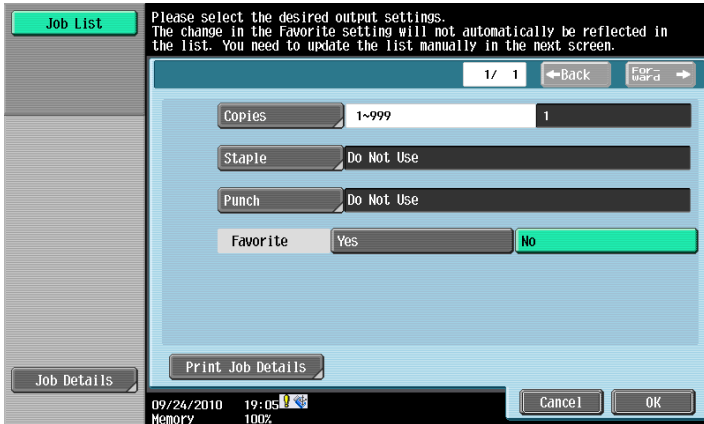 Job List
Please select the desired output settings.
The change in the Favorite setting will not automatically be reflected in
the list. You need to update the list manually in the next screen.
1/ 1 ←Back For-ward →
Copies 1~999 1
Staple Do Not Use
Punch Do Not Use
Favorite Yes No
Print Job Details
Job Details
09/24/2010 19:05
Memory 100%
Cancel OK